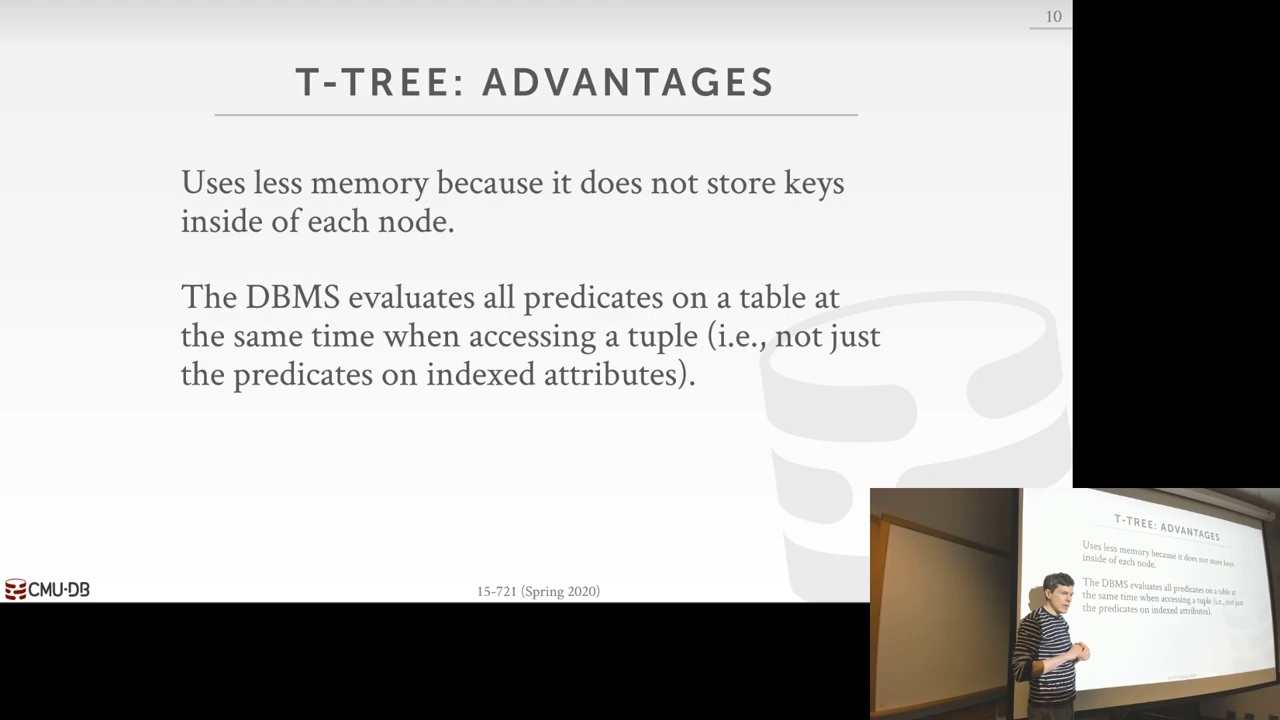 10
T-TREE: ADVANTAGES
Uses less memory because it does not store keys
inside of each node.
The DBMS evaluates all predicates on a table at
the same time when accessing a tuple (i.e., not just
the predicates on indexed attributes).
CMU·DB
15-721 (Spring 2020)
T-TREE: ADVANTAGES
Uses less memory because it does not store keys
inside of each node.
The DBMS evaluates all predicates on a table at
the same time when accessing a tuple (i.e., not just
the predicates on indexed attributes).